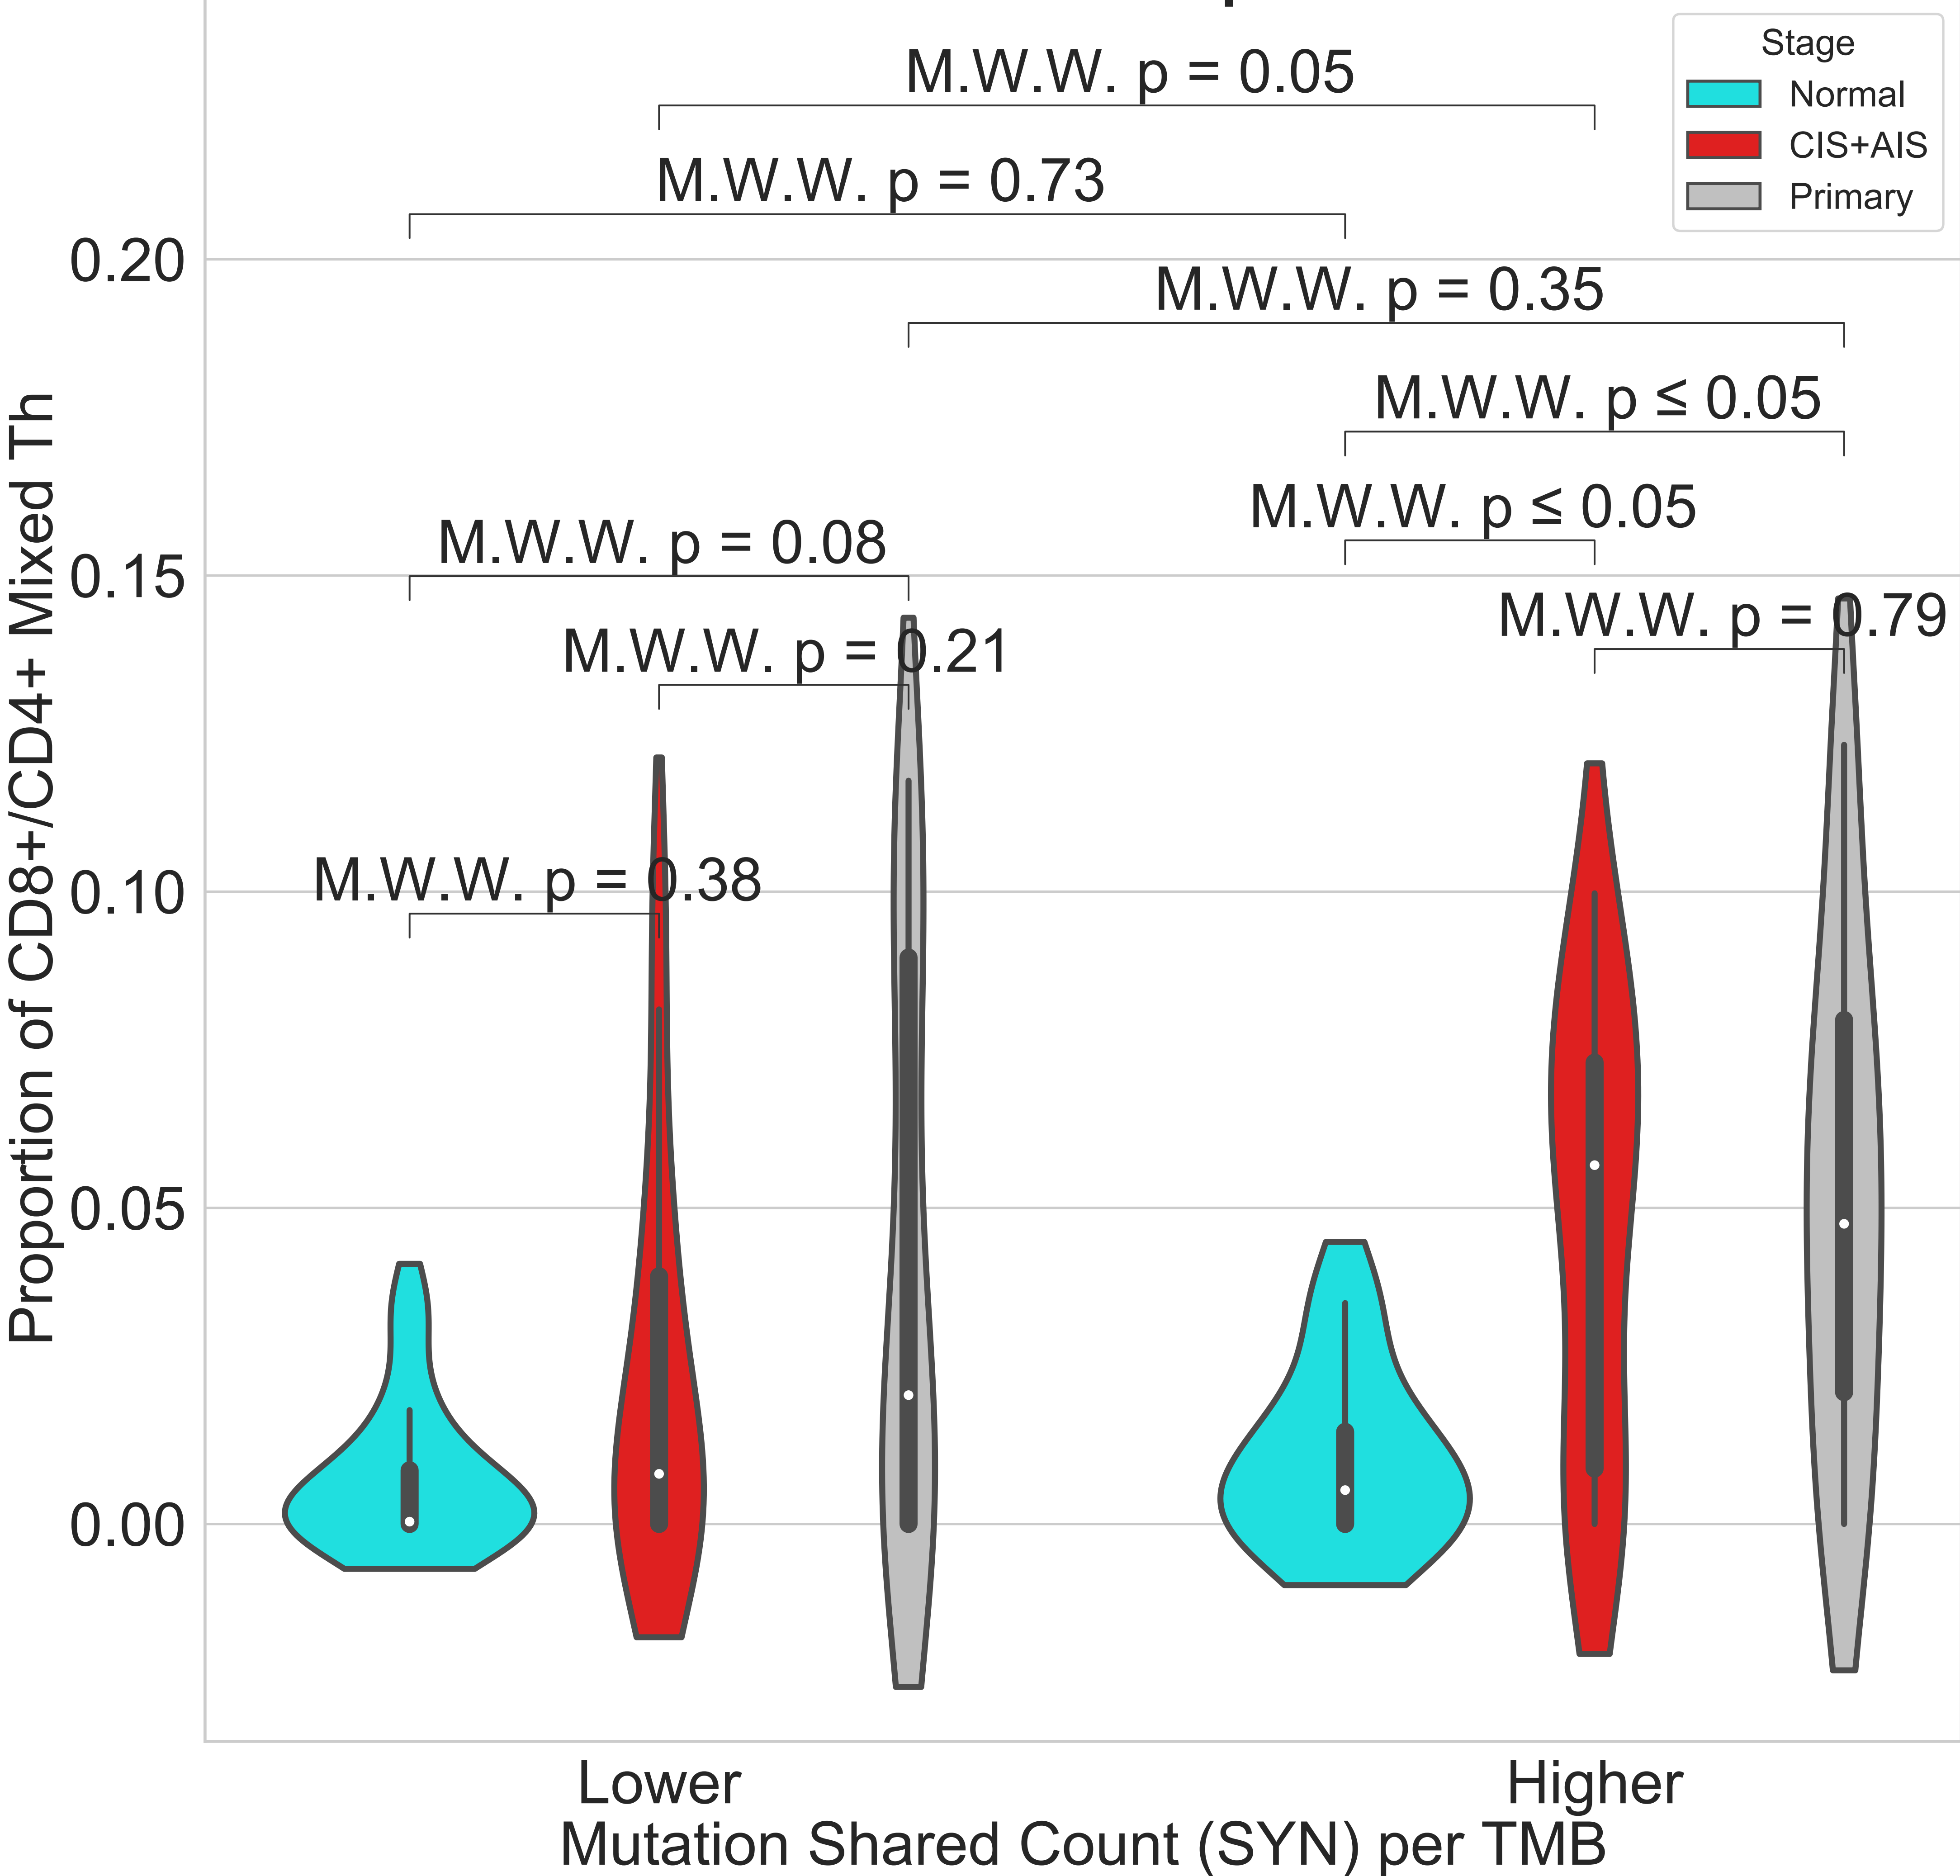 Stage
Normal
CIS+AIS
Primary
M.W.W. p = 0.05
M.W.W. p = 0.73
M.W.W. p = 0.35
M.W.W. p ≤ 0.05
M.W.W. p ≤ 0.05
M.W.W. p = 0.08
M.W.W. p = 0.79
M.W.W. p = 0.21
M.W.W. p = 0.38
0.20
0.15
0.10
0.05
0.00
Proportion of CD8+/CD4+ Mixed Th
Lower
Higher
Mutation Shared Count (SYN) per TMB